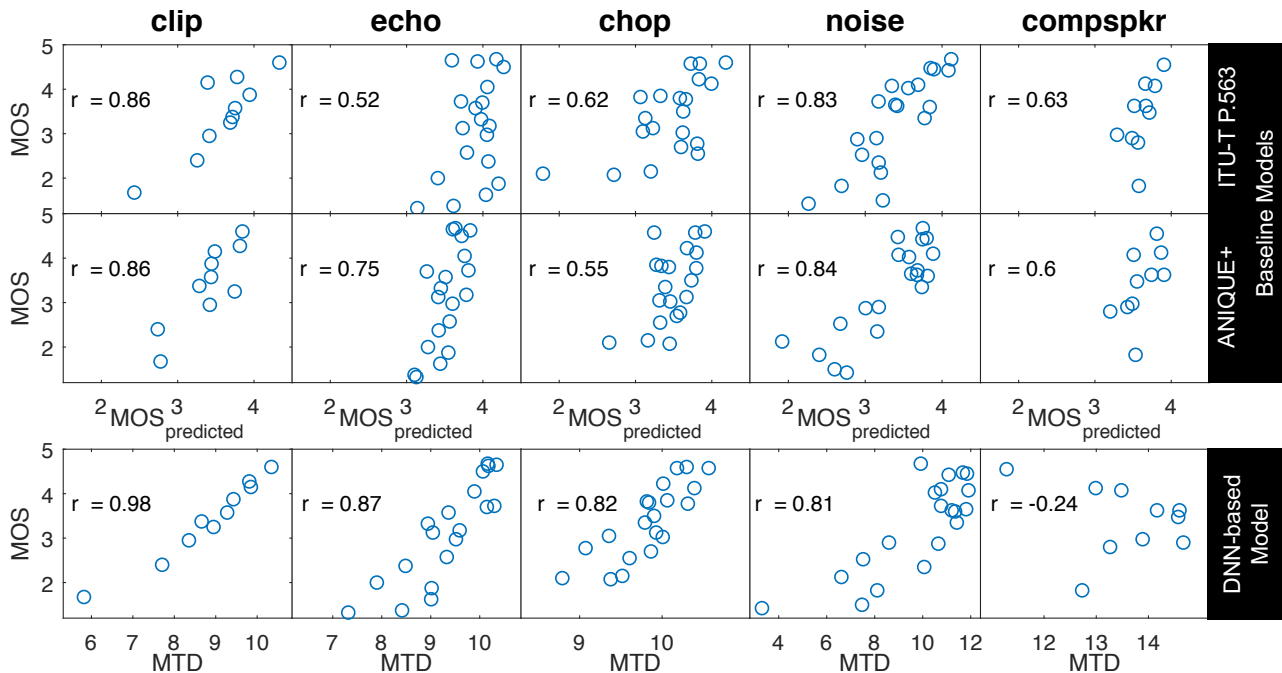 clip echo chop noise compspkr
5
4
3
2
MOS
r = 0.86
r = 0.52
r = 0.62
r = 0.83
r = 0.63
ITU-T P.563
5
4
3
2
MOS
r = 0.86
r = 0.75
r = 0.55
r = 0.84
r = 0.6
ANIQUE+
Baseline Models
2 3 4 2 3 4 2 3 4 2 3 4 2 3 4
MOSpredicted MOSpredicted MOSpredicted MOSpredicted MOSpredicted
5
4
3
2
MOS
r = 0.98
r = 0.87
r = 0.82
r = 0.81
r = -0.24
DNN-based
Model
6 7 8 9 10 7 8 9 10 9 10 4 6 8 10 12 12 13 14
MTD MTD MTD MTD MTD